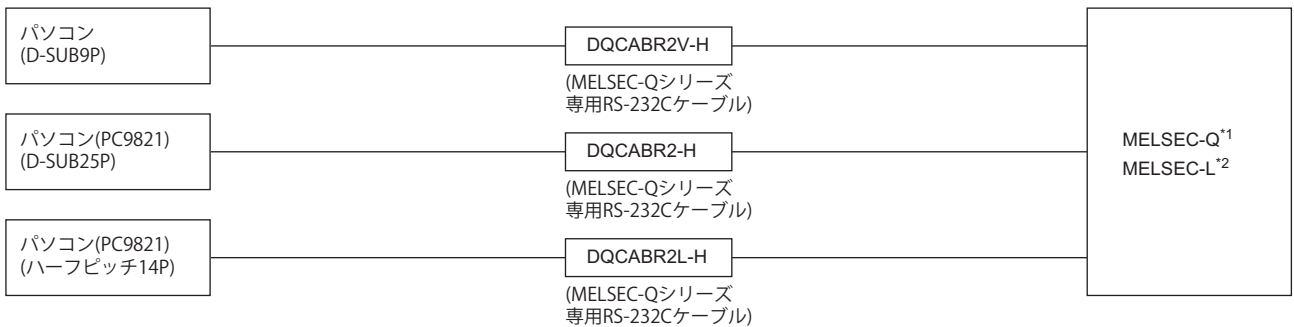 パソコン
(D-SUB9P)
DQCABR2V-H
(MELSEC-Qシリーズ
専用RS-232Cケーブル)
パソコン(PC9821)
(D-SUB25P)
DQCABR2-H
(MELSEC-Qシリーズ
専用RS-232Cケーブル)
パソコン(PC9821)
(ハーフピッチ14P)
DQCABR2L-H
(MELSEC-Qシリーズ
専用RS-232Cケーブル)
MELSEC-Q*1
MELSEC-L*2